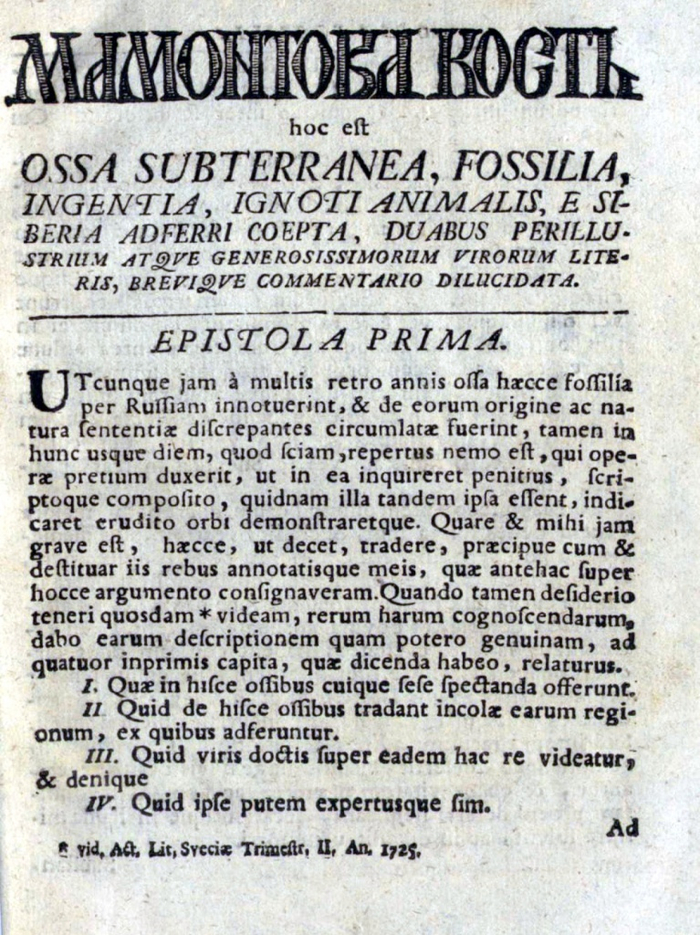 МАМОНТОВА КОСТЬ
hoc eſt
OSSA SUBTERRANEA, FOSSILIA,
INGENTIA, IGNOTI ANIMALIS, E SI-
BERIA ADFERRI COEPTA, DUABUS PERILLU-
STRIUM ATQVE GENEROSISSIMORUM VIRORUM LITE-
RIS, BREVIQVE COMMENTARIO DILUCIDATA.
EPISTOLA PRIMA.
UTcunque jam à multis retro annis oſſa hæcce foſſilia
per Ruſſiam innotuerint, & de eorum origine ac na-
tura ſententiæ diſcrepantes circumlatæ fuerint, tamen in
hunc usque diem, quod ſciam, repertus nemo eſt, qui ope-
ræ pretium duxerit, ut in ea inquireret penitius, ſcri-
ptoque compoſito, quidnam illa tandem ipſa eſſent, indi-
caret erudito orbi demonſtraretque. Quare & mihi jam
grave eſt, hæcce, ut decet, tradere, præcipue cum &
deſtituar iis rebus annotatisque meis, quæ antehac ſuper
hocce argumento conſignaveram. Quando tamen deſiderio
teneri quosdam * videam, rerum harum cognoſcendarum,
dabo earum deſcriptionem quam potero genuinam, ad
quatuor inprimis capita, quæ dicenda habeo, relaturus.
I. Quæ in hiſce oſſibus cuique ſeſe ſpectanda offerunt.
II. Quid de hiſce oſſibus tradant incolæ earum regi-
onum, ex quibus adferuntur.
III. Quid viris doctis ſuper eadem hac re videatur,
& denique
IV. Quid ipſe putem expertusque ſim.
Ad
* vid. Act. Lit. Sveciæ Trimeſtr. II. An. 1725.